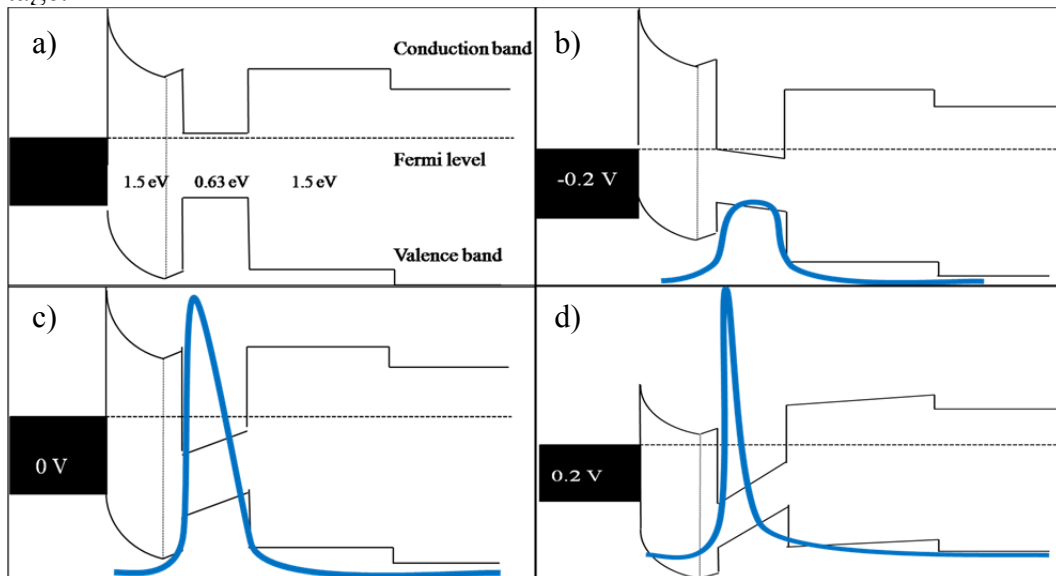 a)
Conduction band
Fermi level
1.5 eV 0.63 eV 1.5 eV
Valence band
b)
-0.2 V
c)
0 V
d)
0.2 V